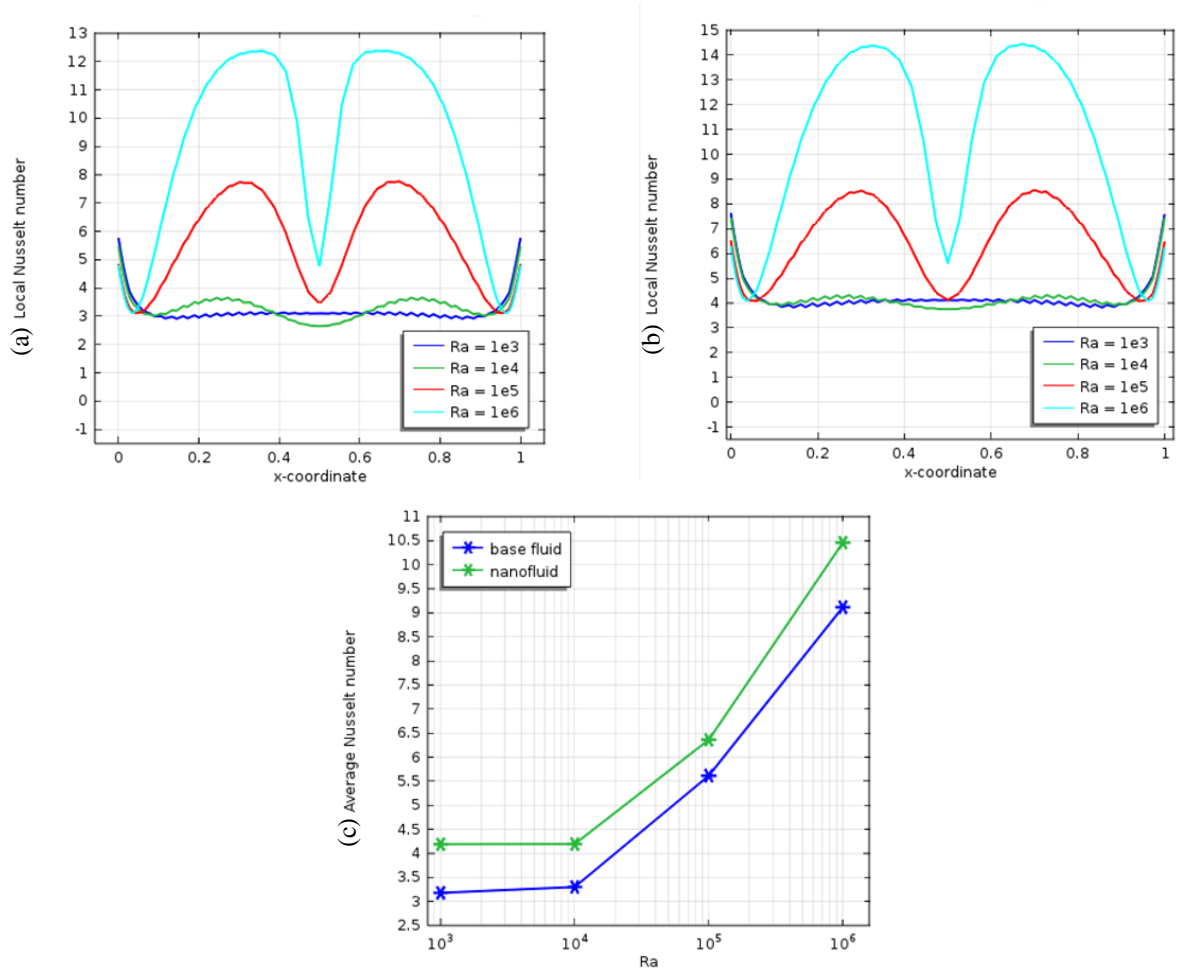 13
12
11
10
9
8
7
6
5
4
3
2
1
0
-1
(a) Local Nusselt number
0 0.2 0.4 0.6 0.8 1
x-coordinate
Ra = 1e3
Ra = 1e4
Ra = 1e5
Ra = 1e6
15
14
13
12
11
10
9
8
7
6
5
4
3
2
1
0
-1
(b) Local Nusselt number
0 0.2 0.4 0.6 0.8 1
x-coordinate
Ra = 1e3
Ra = 1e4
Ra = 1e5
Ra = 1e6
11
10.5
10
9.5
9
8.5
8
7.5
7
6.5
6
5.5
5
4.5
4
3.5
3
2.5
(c) Average Nusselt number
base fluid
nanofluid
10³ 10⁴ 10⁵ 10⁶
Ra